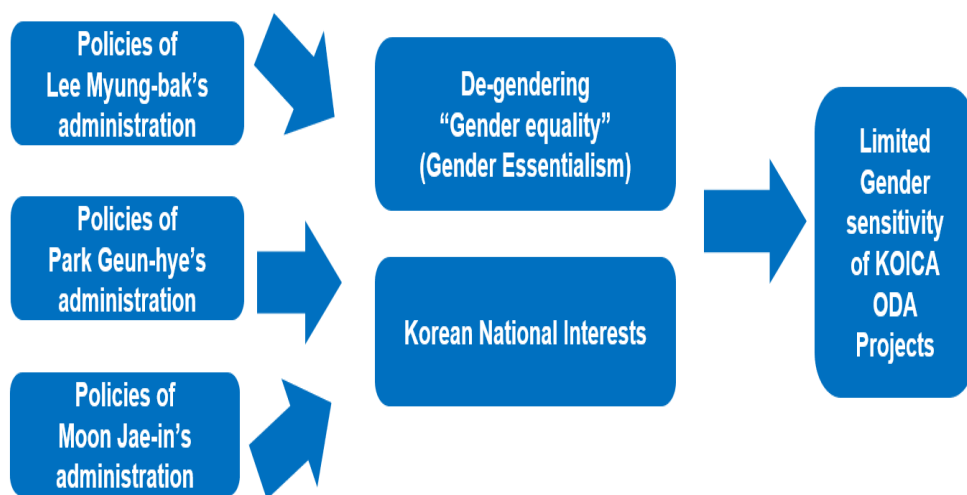 Policies of
Lee Myung-bak's
administration
De-gendering
"Gender equality"
(Gender Essentialism)
Limited
Gender
sensitivity
of KOICA
ODA
Projects
Policies of
Park Geun-hye's
administration
Korean National Interests
Policies of
Moon Jae-in's
administration